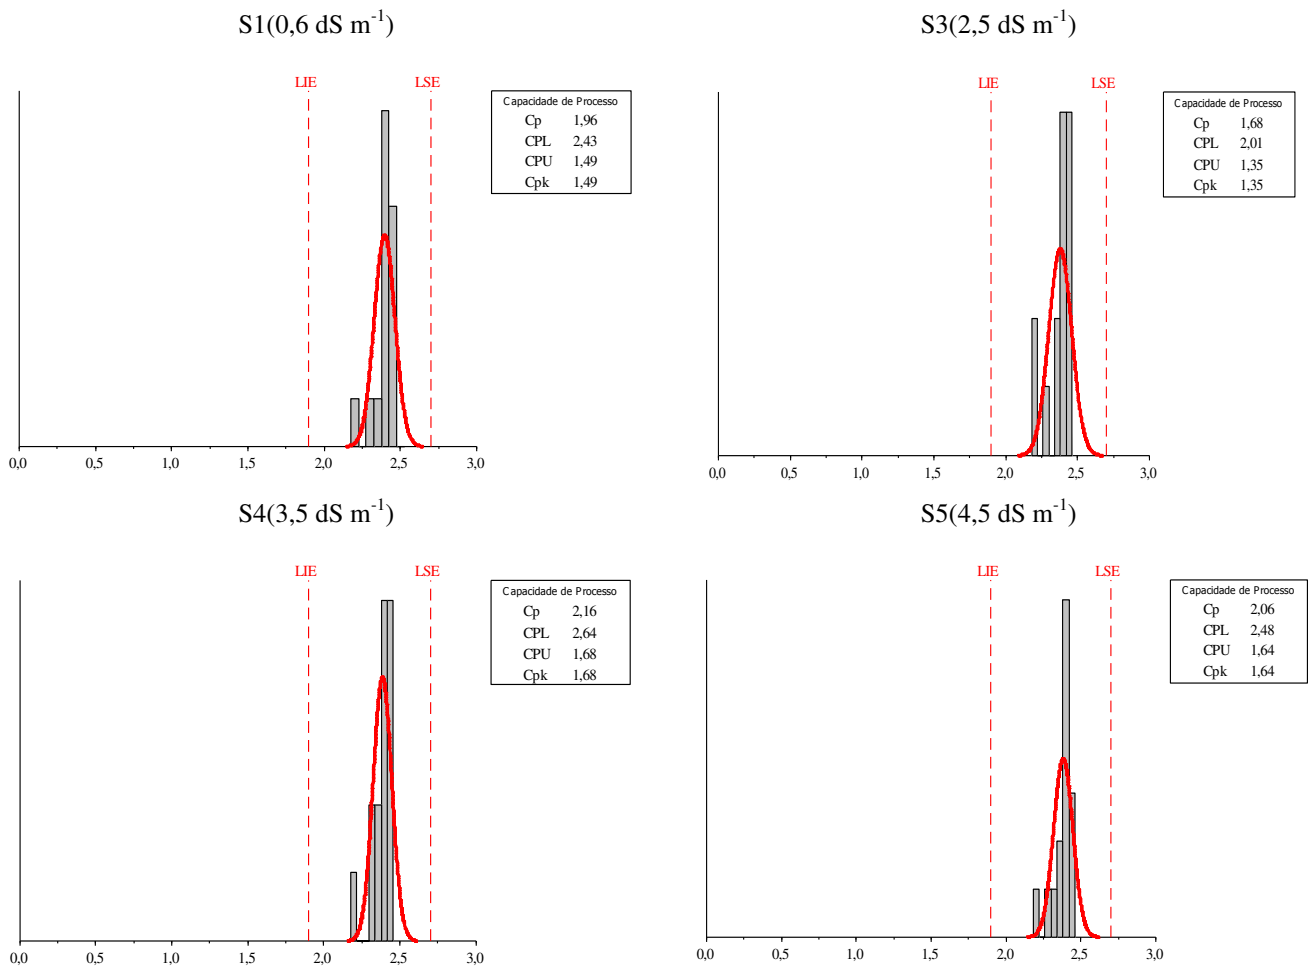 S1(0,6 dS m-1)
LIE LSE
Capacidade de Processo
Cp 1,96
CPL 2,43
CPU 1,49
Cpk 1,49
0,0 0,5 1,0 1,5 2,0 2,5 3,0
S3(2,5 dS m-1)
LIE LSE
Capacidade de Processo
Cp 1,68
CPL 2,01
CPU 1,35
Cpk 1,35
0,0 0,5 1,0 1,5 2,0 2,5 3,0
S4(3,5 dS m-1)
LIE LSE
Capacidade de Processo
Cp 2,16
CPL 2,64
CPU 1,68
Cpk 1,68
0,0 0,5 1,0 1,5 2,0 2,5 3,0
S5(4,5 dS m-1)
LIE LSE
Capacidade de Processo
Cp 2,06
CPL 2,48
CPU 1,64
Cpk 1,64
0,0 0,5 1,0 1,5 2,0 2,5 3,0